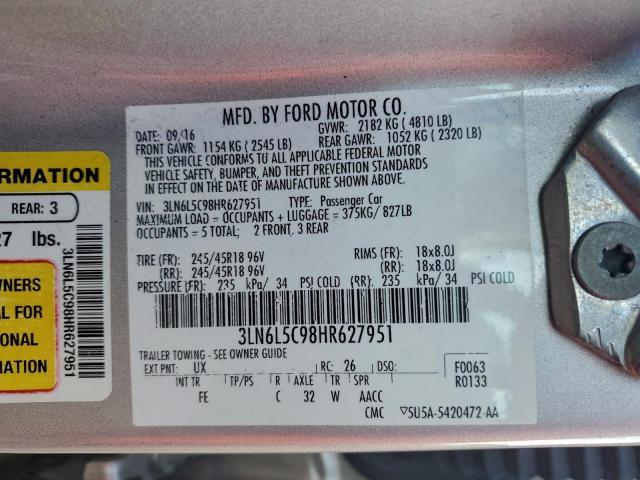 MFD. BY FORD MOTOR CO.
DATE: 09/16 GVWR: 2182 KG ( 4810 LB)
FRONT GAWR: 1154 KG ( 2545 LB) REAR GAWR: 1052 KG ( 2320 LB)
THIS VEHICLE CONFORMS TO ALL APPLICABLE FEDERAL MOTOR
VEHICLE SAFETY, BUMPER, AND THEFT PREVENTION STANDARDS
IN EFFECT ON THE DATE OF MANUFACTURE SHOWN ABOVE.
VIN: 3LN6L5C98HR627951 TYPE: Passenger Car
MAXIMUM LOAD = OCCUPANTS + LUGGAGE = 375KG/ 827LB
OCCUPANTS = 5 TOTAL; 2 FRONT, 3 REAR
TIRE (FR): 245/45R18 96V RIMS (FR): 18x8.0J
(RR): 245/45R18 96V (RR): 18x8.0J
PRESSURE (FR): 235 kPa/ 34 PSI COLD (RR): 235 kPa/ 34 PSI COLD
3LN6L5C98HR627951
TRAILER TOWING - SEE OWNER GUIDE
EXT PNT: UX RC: 26 DSO: F0063
R0133
INT TR TP/PS R AXLE TR SPR
FE C 32 W AACC
CMC ▽5U5A-5420472-AA
ORMATION
REAR: 3
27 lbs.
WNERS
AL FOR
ONAL
3LN6L5C98HR627951